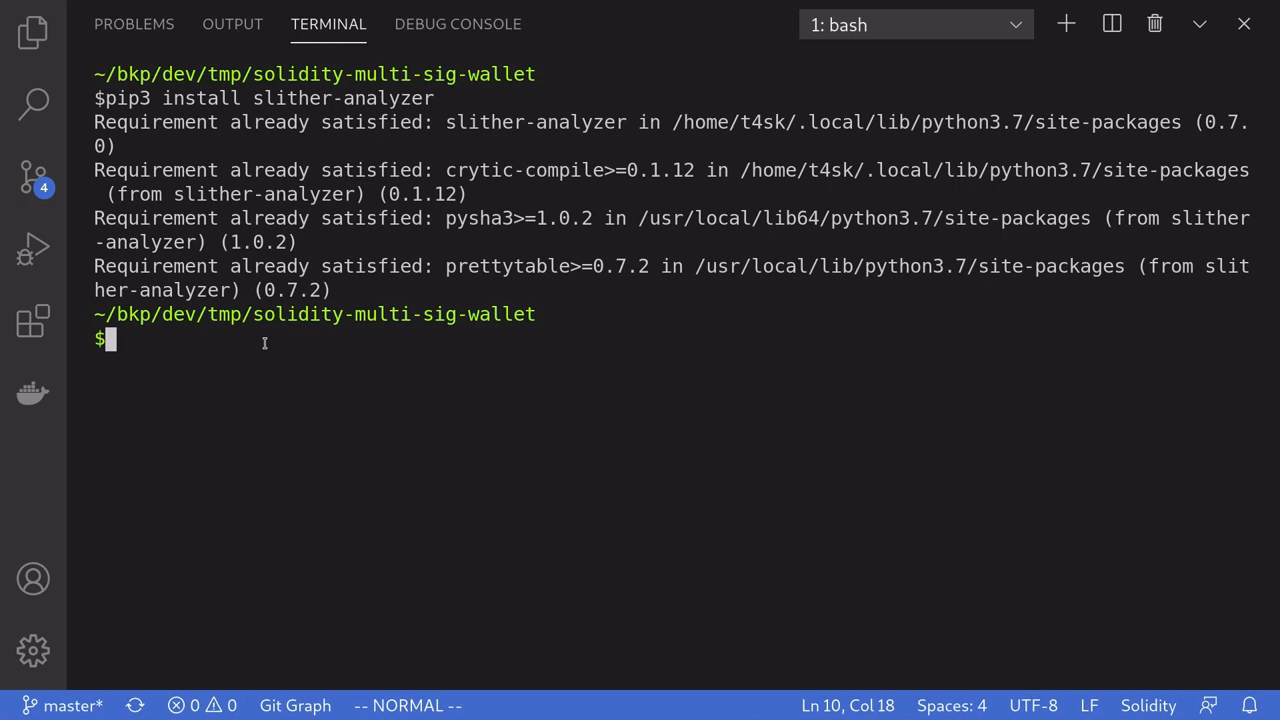 PROBLEMS OUTPUT TERMINAL DEBUG CONSOLE 1: bash
~/bkp/dev/tmp/solidity-multi-sig-wallet
$pip3 install slither-analyzer
Requirement already satisfied: slither-analyzer in /home/t4sk/.local/lib/python3.7/site-packages (0.7.
0)
Requirement already satisfied: crytic-compile>=0.1.12 in /home/t4sk/.local/lib/python3.7/site-packages
(from slither-analyzer) (0.1.12)
Requirement already satisfied: pysha3>=1.0.2 in /usr/local/lib64/python3.7/site-packages (from slither
-analyzer) (1.0.2)
Requirement already satisfied: prettytable>=0.7.2 in /usr/local/lib/python3.7/site-packages (from slit
her-analyzer) (0.7.2)
~/bkp/dev/tmp/solidity-multi-sig-wallet
$
4
master* 0 0 Git Graph -- NORMAL -- Ln 10, Col 18 Spaces: 4 UTF-8 LF Solidity